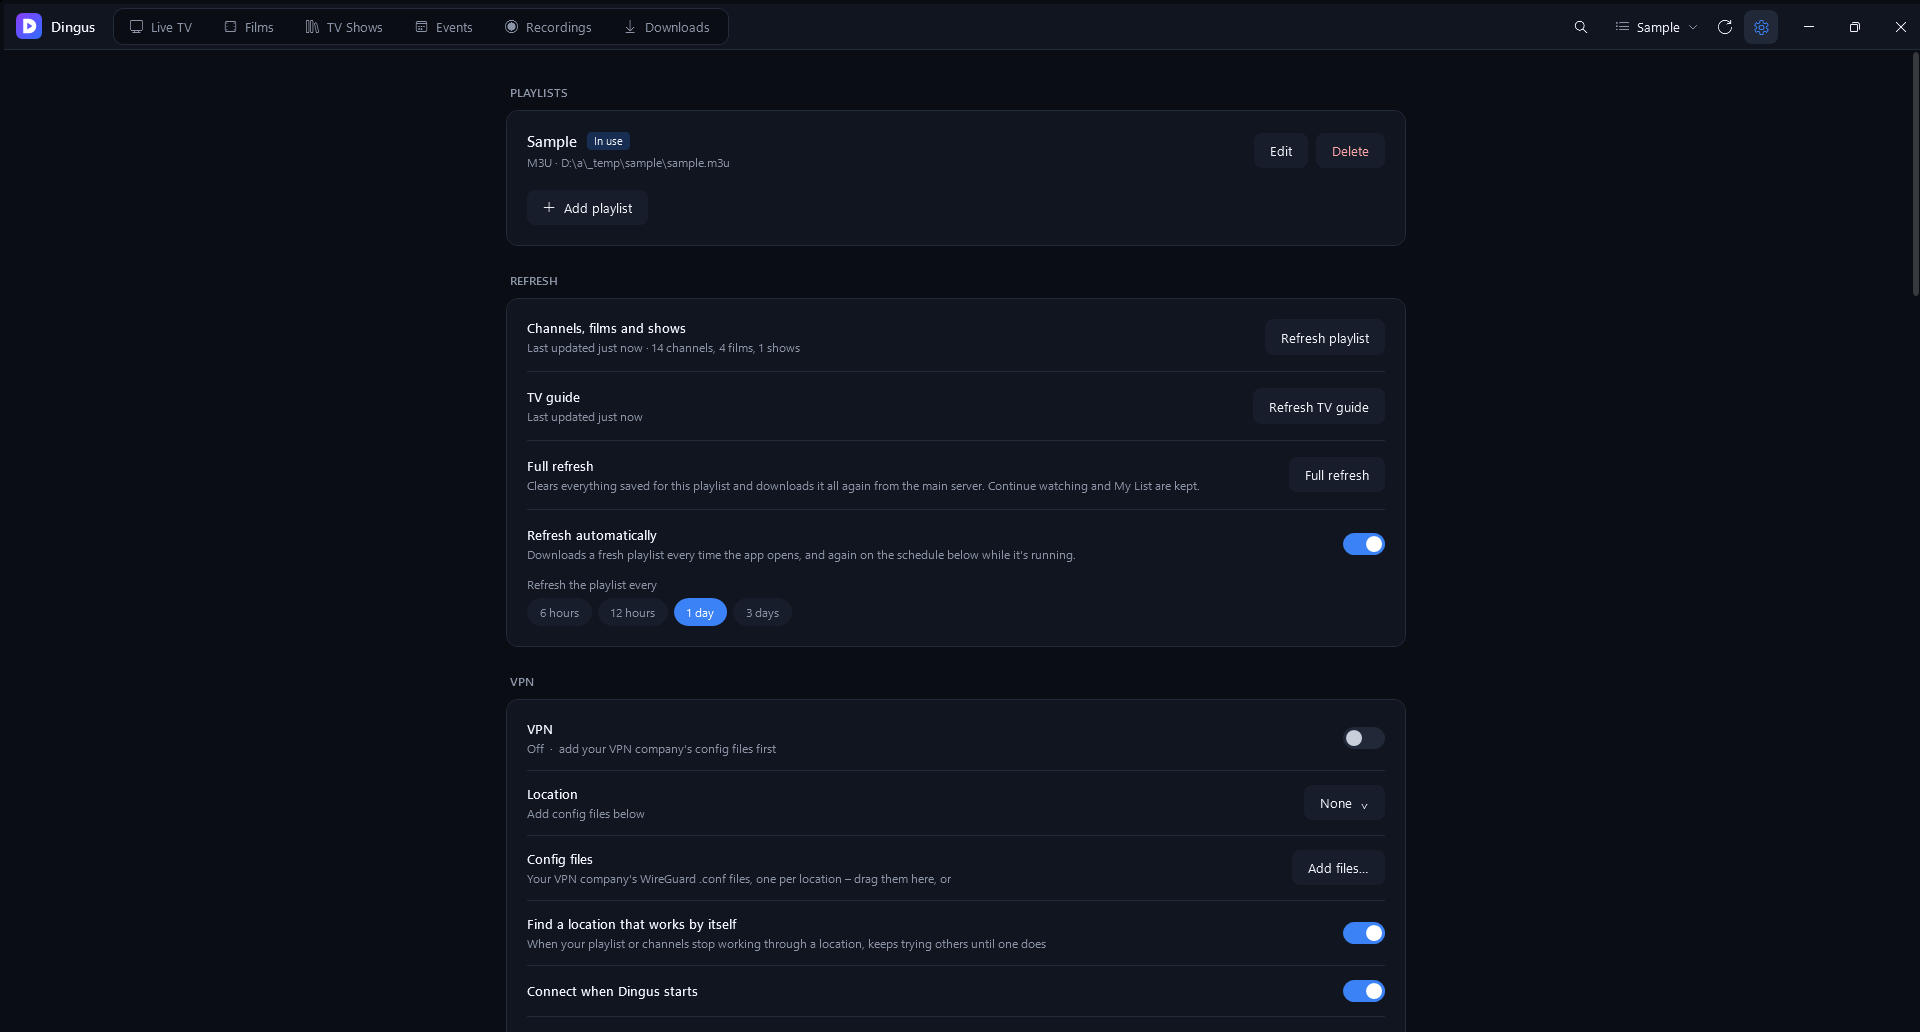 Dingus
Live TV
Films
TV Shows
Events
Recordings
Downloads
Sample
PLAYLISTS
Sample
In use
M3U · D:\a\_temp\sample\sample.m3u
Edit
Delete
Add playlist
REFRESH
Channels, films and shows
Last updated just now · 14 channels, 4 films, 1 shows
Refresh playlist
TV guide
Last updated just now
Refresh TV guide
Full refresh
Clears everything saved for this playlist and downloads it all again from the main server. Continue watching and My List are kept.
Full refresh
Refresh automatically
Downloads a fresh playlist every time the app opens, and again on the schedule below while it's running.
Refresh the playlist every
6 hours
12 hours
1 day
3 days
VPN
VPN
Off · add your VPN company's config files first
Location
Add config files below
None
Config files
Your VPN company's WireGuard .conf files, one per location – drag them here, or
Add files...
Find a location that works by itself
When your playlist or channels stop working through a location, keeps trying others until one does
Connect when Dingus starts